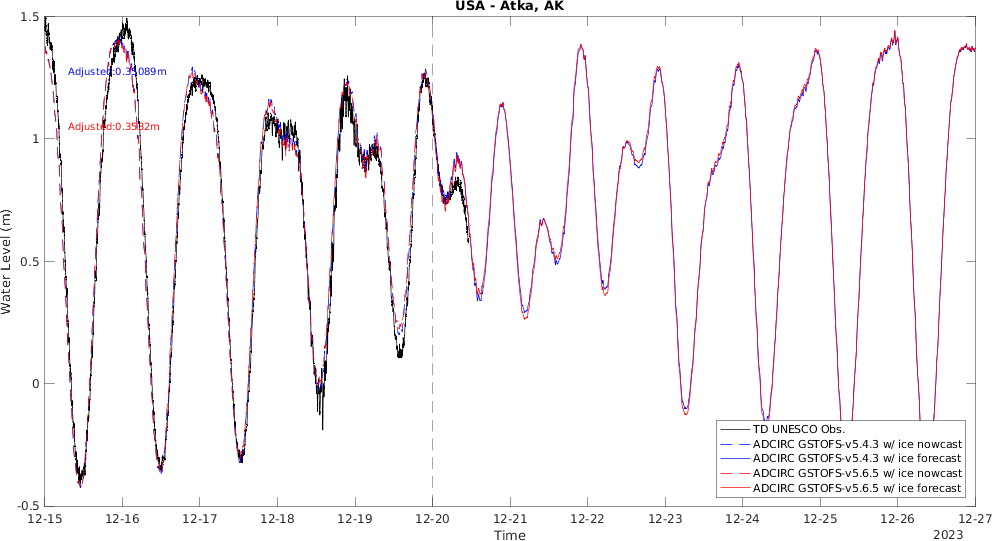 USA - Atka, AK
1.5
1
0.5
0
-0.5
Water Level (m)
Adjusted:0.35089m
Adjusted:0.3532m
TD UNESCO Obs.
ADCIRC GSTOFS-v5.4.3 w/ ice nowcast
ADCIRC GSTOFS-v5.4.3 w/ ice forecast
ADCIRC GSTOFS-v5.6.5 w/ ice nowcast
ADCIRC GSTOFS-v5.6.5 w/ ice forecast
12-15 12-16 12-17 12-18 12-19 12-20 12-21 12-22 12-23 12-24 12-25 12-26 12-27
Time
2023